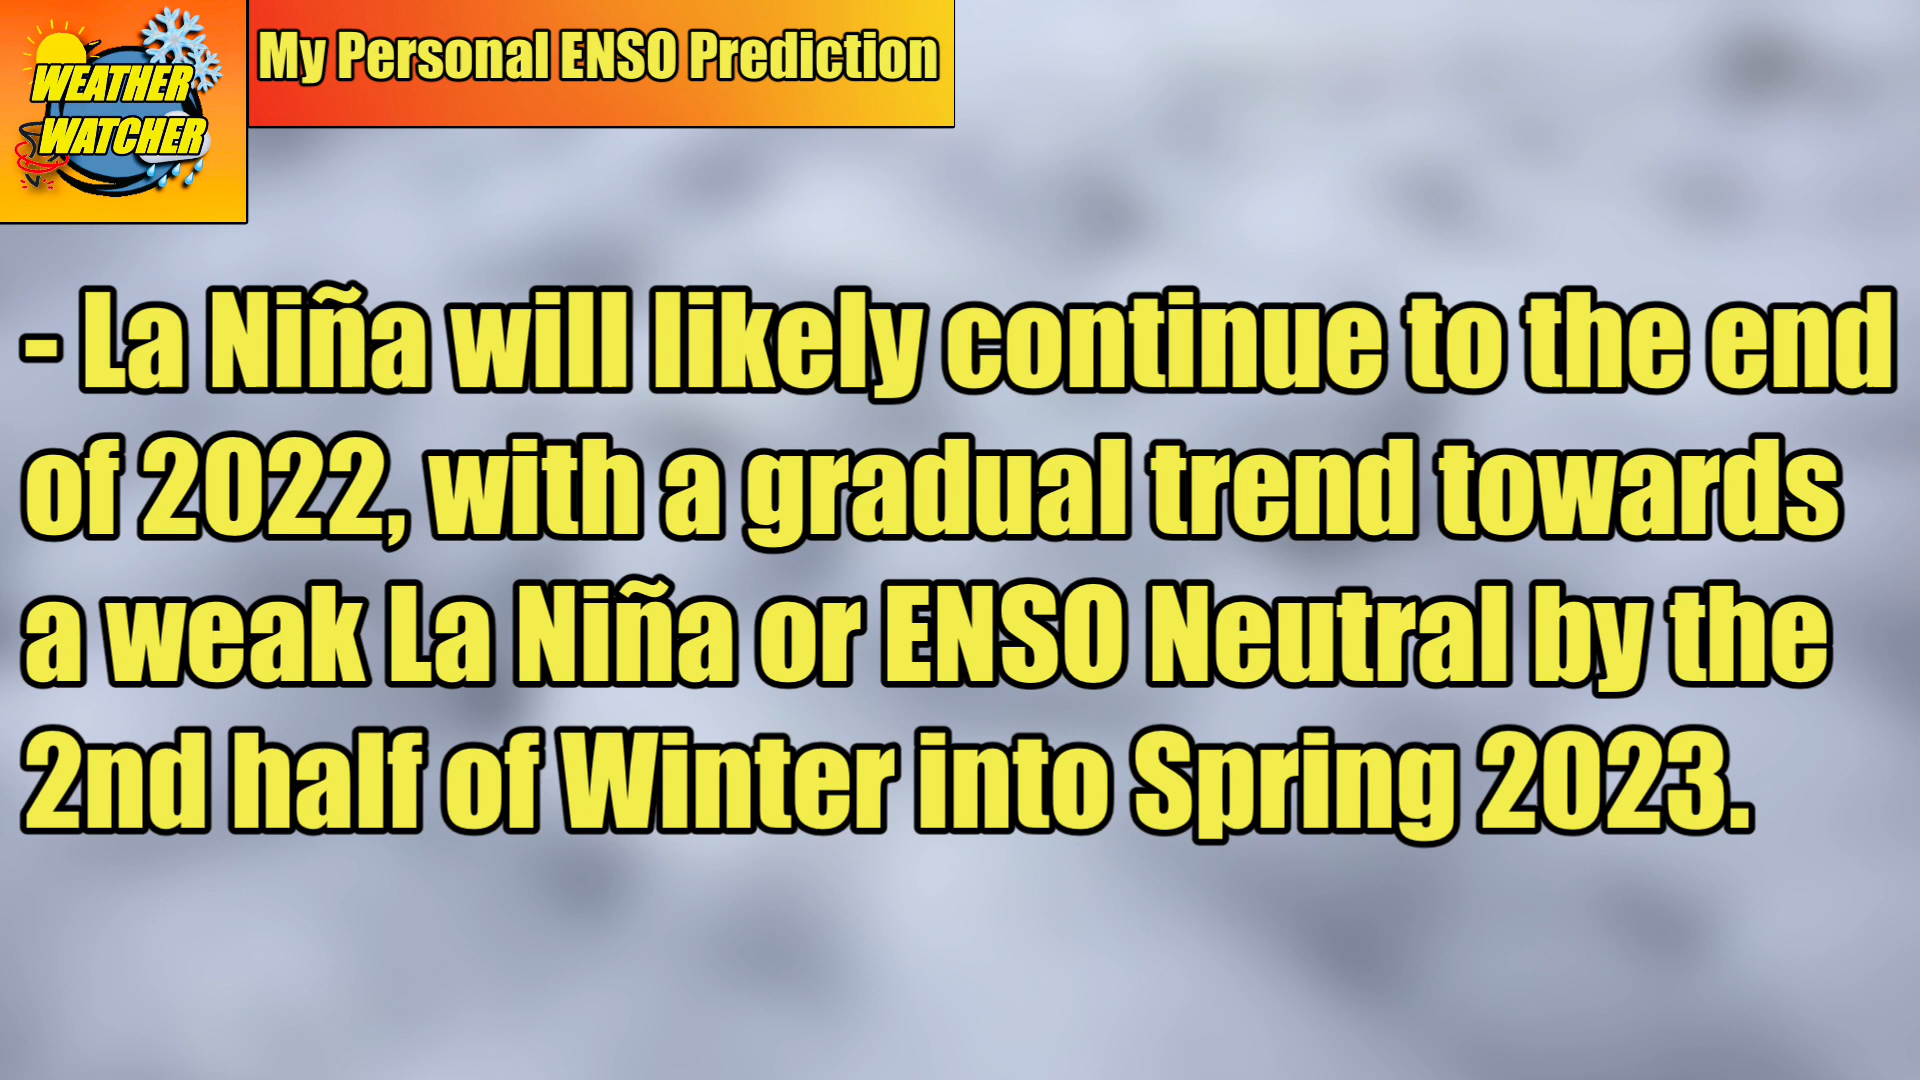 WEATHER
WATCHER
My Personal ENSO Prediction
- La Niña will likely continue to the end
of 2022, with a gradual trend towards
a weak La Niña or ENSO Neutral by the
2nd half of Winter into Spring 2023.